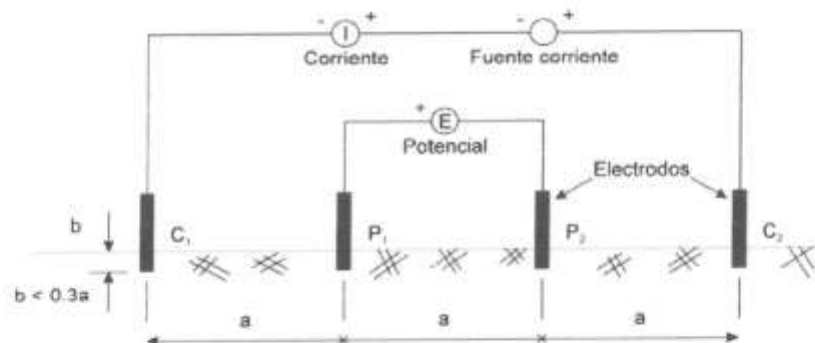 - I + - +
Corriente Fuente corriente
+ E
Potencial
Electrodos
b C₁ P₁ P₂ C₂
b < 0.3a
a a a